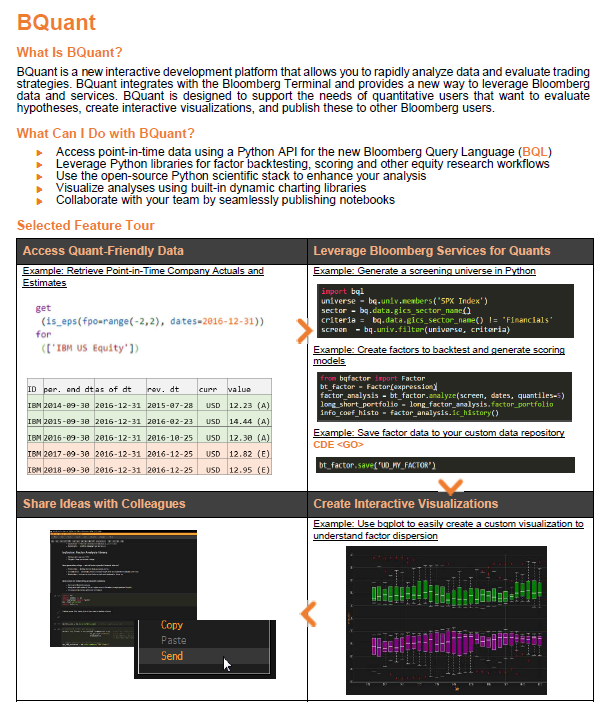 BQuant
What Is BQuant?
BQuant is a new interactive development platform that allows you to rapidly analyze data and evaluate trading
strategies. BQuant integrates with the Bloomberg Terminal and provides a new way to leverage Bloomberg
data and services. BQuant is designed to support the needs of quantitative users that want to evaluate
hypotheses, create interactive visualizations, and publish these to other Bloomberg users.
What Can I Do with BQuant?
Access point-in-time data using a Python API for the new Bloomberg Query Language (BQL)
Leverage Python libraries for factor backtesting, scoring and other equity research workflows
Use the open-source Python scientific stack to enhance your analysis
Visualize analyses using built-in dynamic charting libraries
Collaborate with your team by seamlessly publishing notebooks
Selected Feature Tour
Access Quant-Friendly Data
Example: Retrieve Point-in-Time Company Actuals and
Estimates
get
(is_eps(fpo=range(-2,2), dates=2016-12-31))
for
(['IBM US Equity'])
ID per. end dt as of dt rev. dt curr value
IBM 2014-09-30 2016-12-31 2015-07-28 USD 12.23 (A)
IBM 2015-09-30 2016-12-31 2016-02-23 USD 14.44 (A)
IBM 2016-09-30 2016-12-31 2016-10-25 USD 12.30 (A)
IBM 2017-09-30 2016-12-31 2016-12-25 USD 12.82 (E)
IBM 2018-09-30 2016-12-31 2016-12-25 USD 12.95 (E)
Leverage Bloomberg Services for Quants
Example: Generate a screening universe in Python
import bql
universe = bq.univ.members('SPX Index')
sector = bq.data.gics_sector_name()
criteria = bq.data.gics_sector_name() != 'Financials'
screen = bq.univ.filter(universe, criteria)
Example: Create factors to backtest and generate scoring
models
from bqfactor import Factor
bt_factor = Factor(expression)
factor_analysis = bt_factor.analyze(screen, dates, quantiles=5)
long_short_portfolio = long_factor_analysis.factor_portfolio
info_coef_histo = factor_analysis.ic_history()
Example: Save factor data to your custom data repository
CDE <GO>
bt_factor.save('UD_MY_FACTOR')
Share Ideas with Colleagues
Copy
Paste
Send
Create Interactive Visualizations
Example: Use bqplot to easily create a custom visualization to
understand factor dispersion